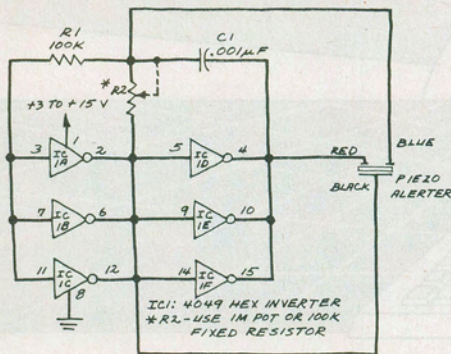 R1
100K
C1
.001µF
* R2
+3 TO +15 V
1
3
IC
1A
2
5
IC
1D
4
RED
BLUE
BLACK
PIEZO
ALERTER
7
IC
1B
6
9
IC
1E
10
11
IC
1C
12
8
14
IC
1F
15
IC1: 4049 HEX INVERTER
* R2 - USE 1M POT OR 100K
FIXED RESISTOR